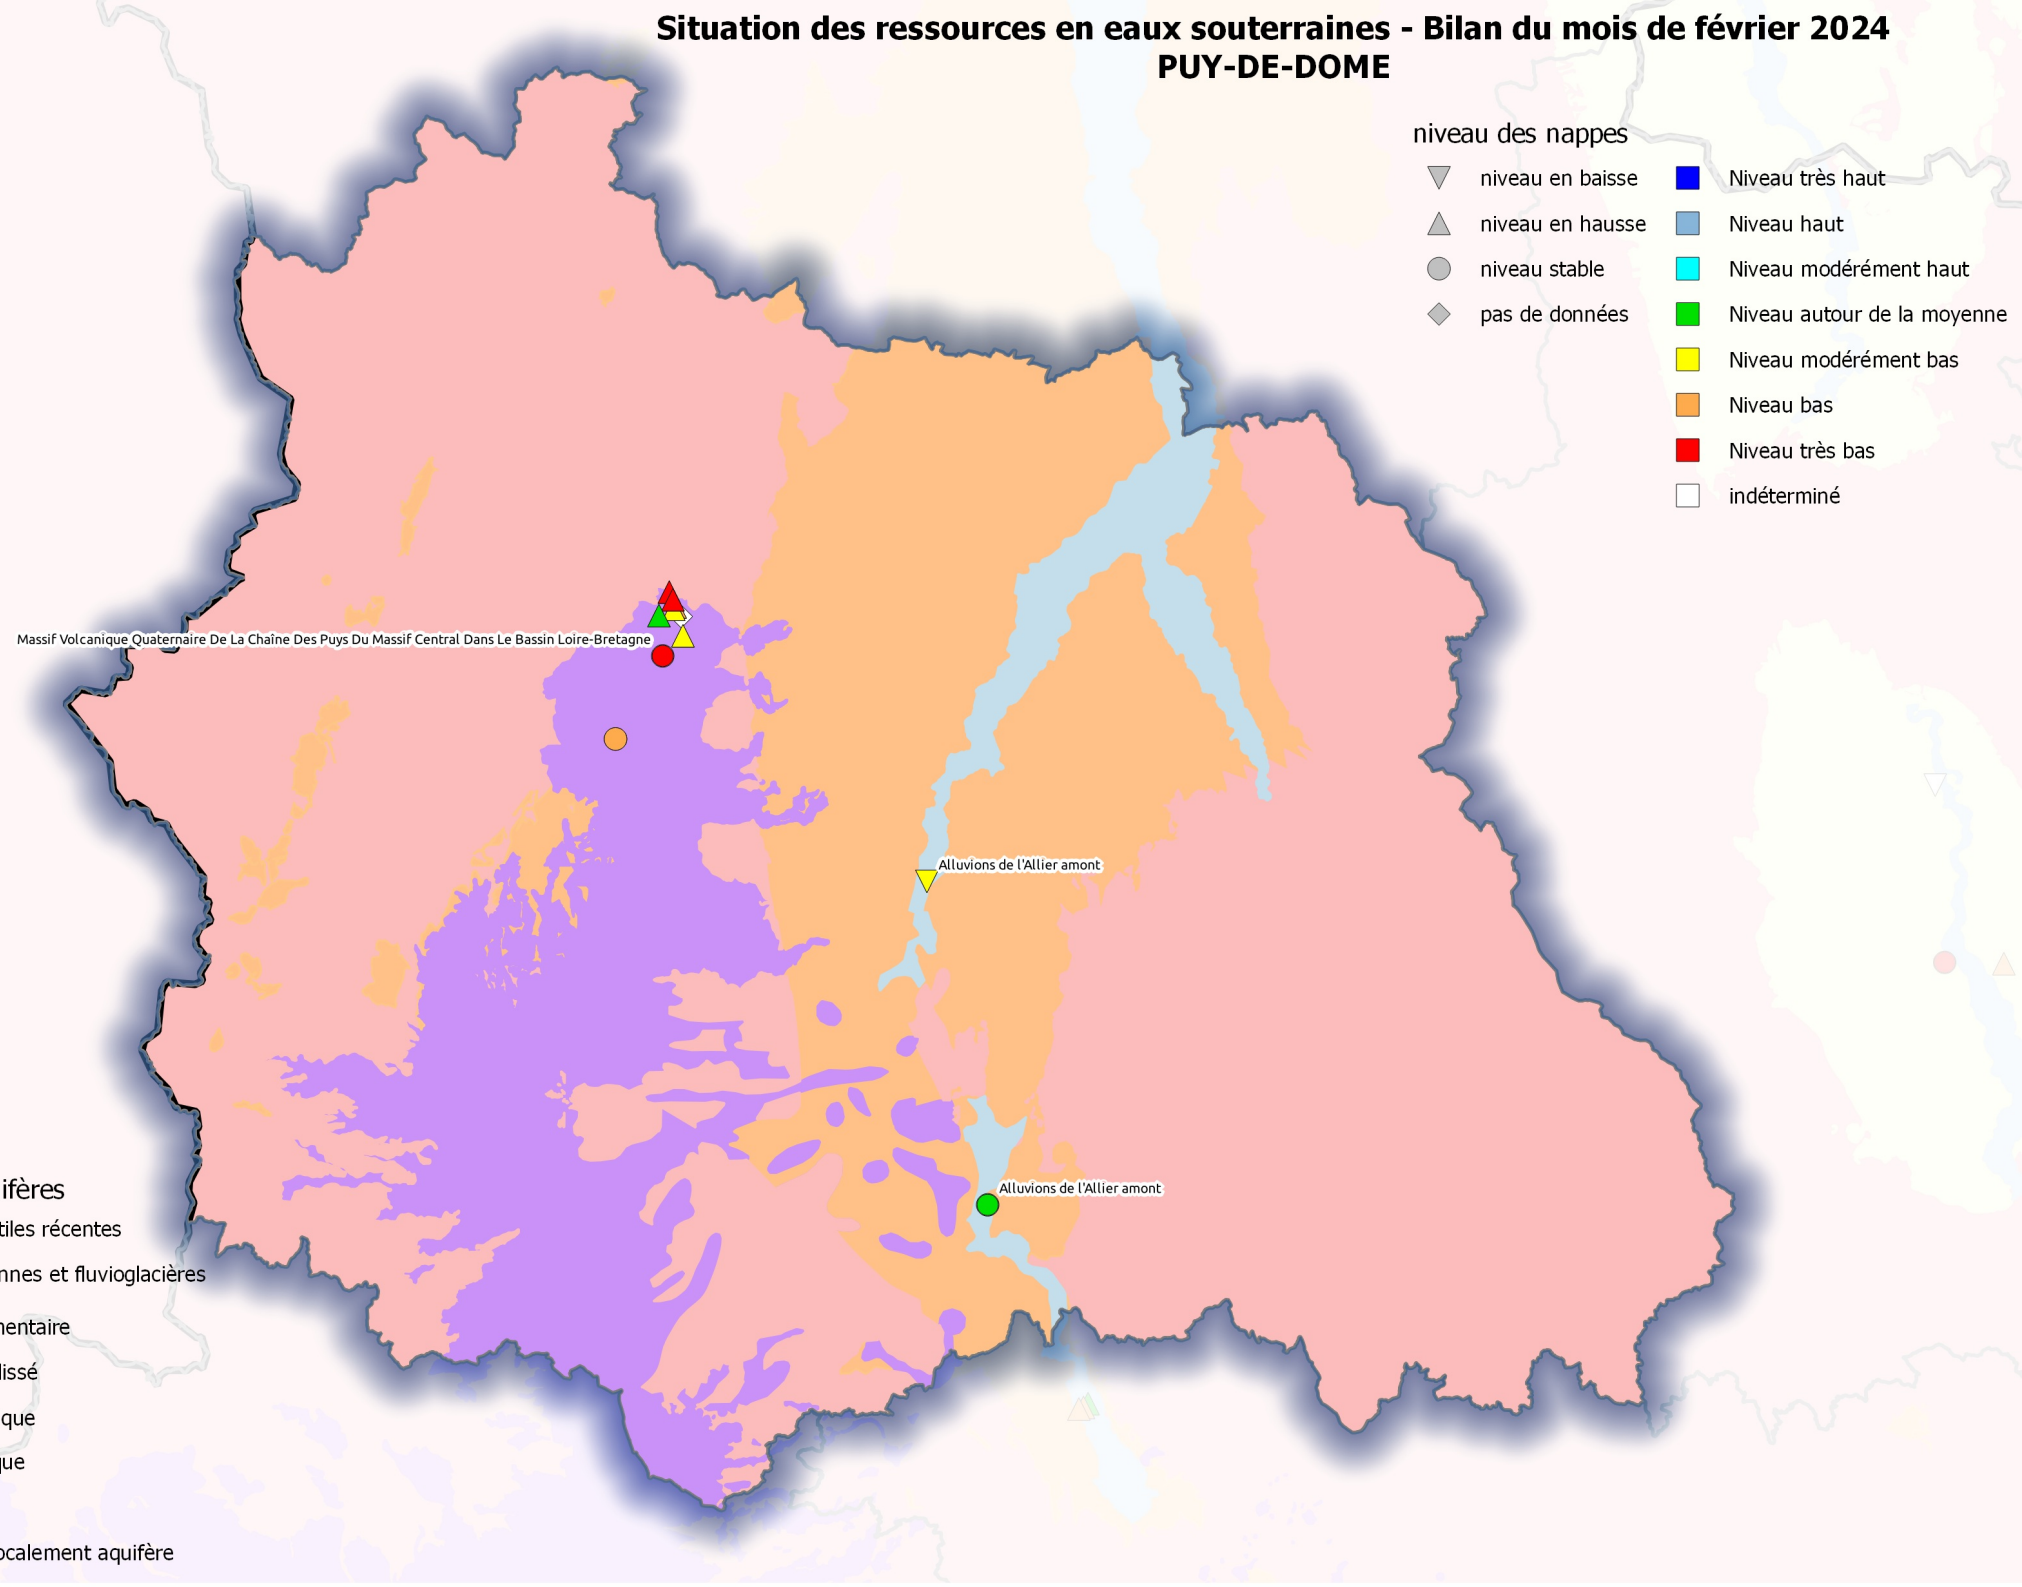 Situation des ressources en eaux souterraines - Bilan du mois de février 2024
PUY-DE-DOME
niveau des nappes
niveau en baisse
niveau en hausse
niveau stable
pas de données
Niveau très haut
Niveau haut
Niveau modérément haut
Niveau autour de la moyenne
Niveau modérément bas
Niveau bas
Niveau très bas
indéterminé
Massif Volcanique Quaternaire De La Chaîne Des Puys Du Massif Central Dans Le Bassin Loire-Bretagne
Alluvions de l'Allier amont
Alluvions de l'Allier amont
ifères
tiles récentes
nnes et fluvioglacières
nentaire
lissé
que
que
ocalement aquifère